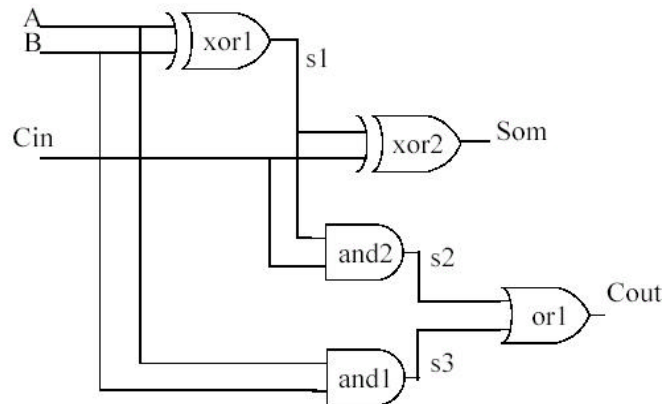 A
B
xor1
s1
Cin
xor2
Som
and2
s2
Cout
or1
s3
and1